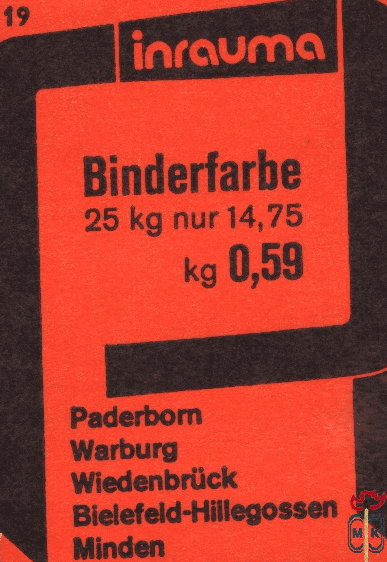 19
inrauma
Binderfarbe
25 kg nur 14,75
kg 0,59
Paderborn
Warburg
Wiedenbrück
Bielefeld-Hillegossen
Minden
MK